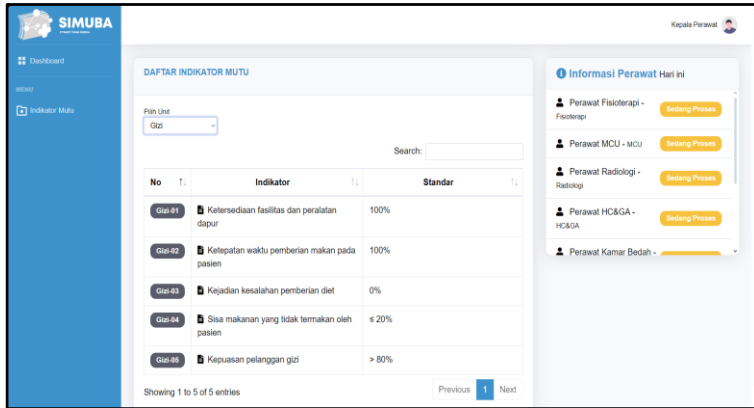 SIMUBA
Kepala Perawat
Dashboard
MENU
Indikator Mutu
DAFTAR INDIKATOR MUTU
Pilih Unit
Gizi
Search:
No Indikator Standar
Gizi-01 Ketersediaan fasilitas dan peralatan dapur 100%
Gizi-02 Ketepatan waktu pemberian makan pada pasien 100%
Gizi-03 Kejadian kesalahan pemberian diet 0%
Gizi-04 Sisa makanan yang tidak termakan oleh pasien ≤ 20%
Gizi-05 Kepuasan pelanggan gizi > 80%
Showing 1 to 5 of 5 entries
Previous 1 Next
Informasi Perawat Hari ini
Perawat Fisioterapi - Fisioterapi Sedang Proses
Perawat MCU - MCU Sedang Proses
Perawat Radiologi - Radiologi Sedang Proses
Perawat HC&GA - HC&GA Sedang Proses
Perawat Kamar Bedah -